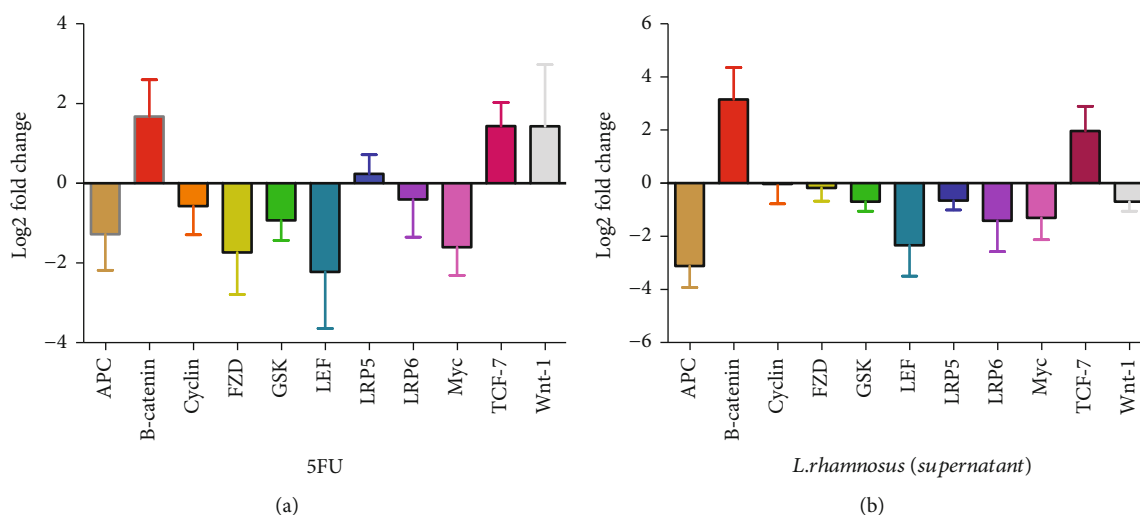 Log2 fold change
4
2
0
−2
−4
APC
B-catenin
Cyclin
FZD
GSK
LEF
LRP5
LRP6
Myc
TCF-7
Wnt-1
5FU
(a)
Log2 fold change
6
4
2
0
−2
−4
−6
APC
B-catenin
Cyclin
FZD
GSK
LEF
LRP5
LRP6
Myc
TCF-7
Wnt-1
L.rhamnosus (supernatant)
(b)